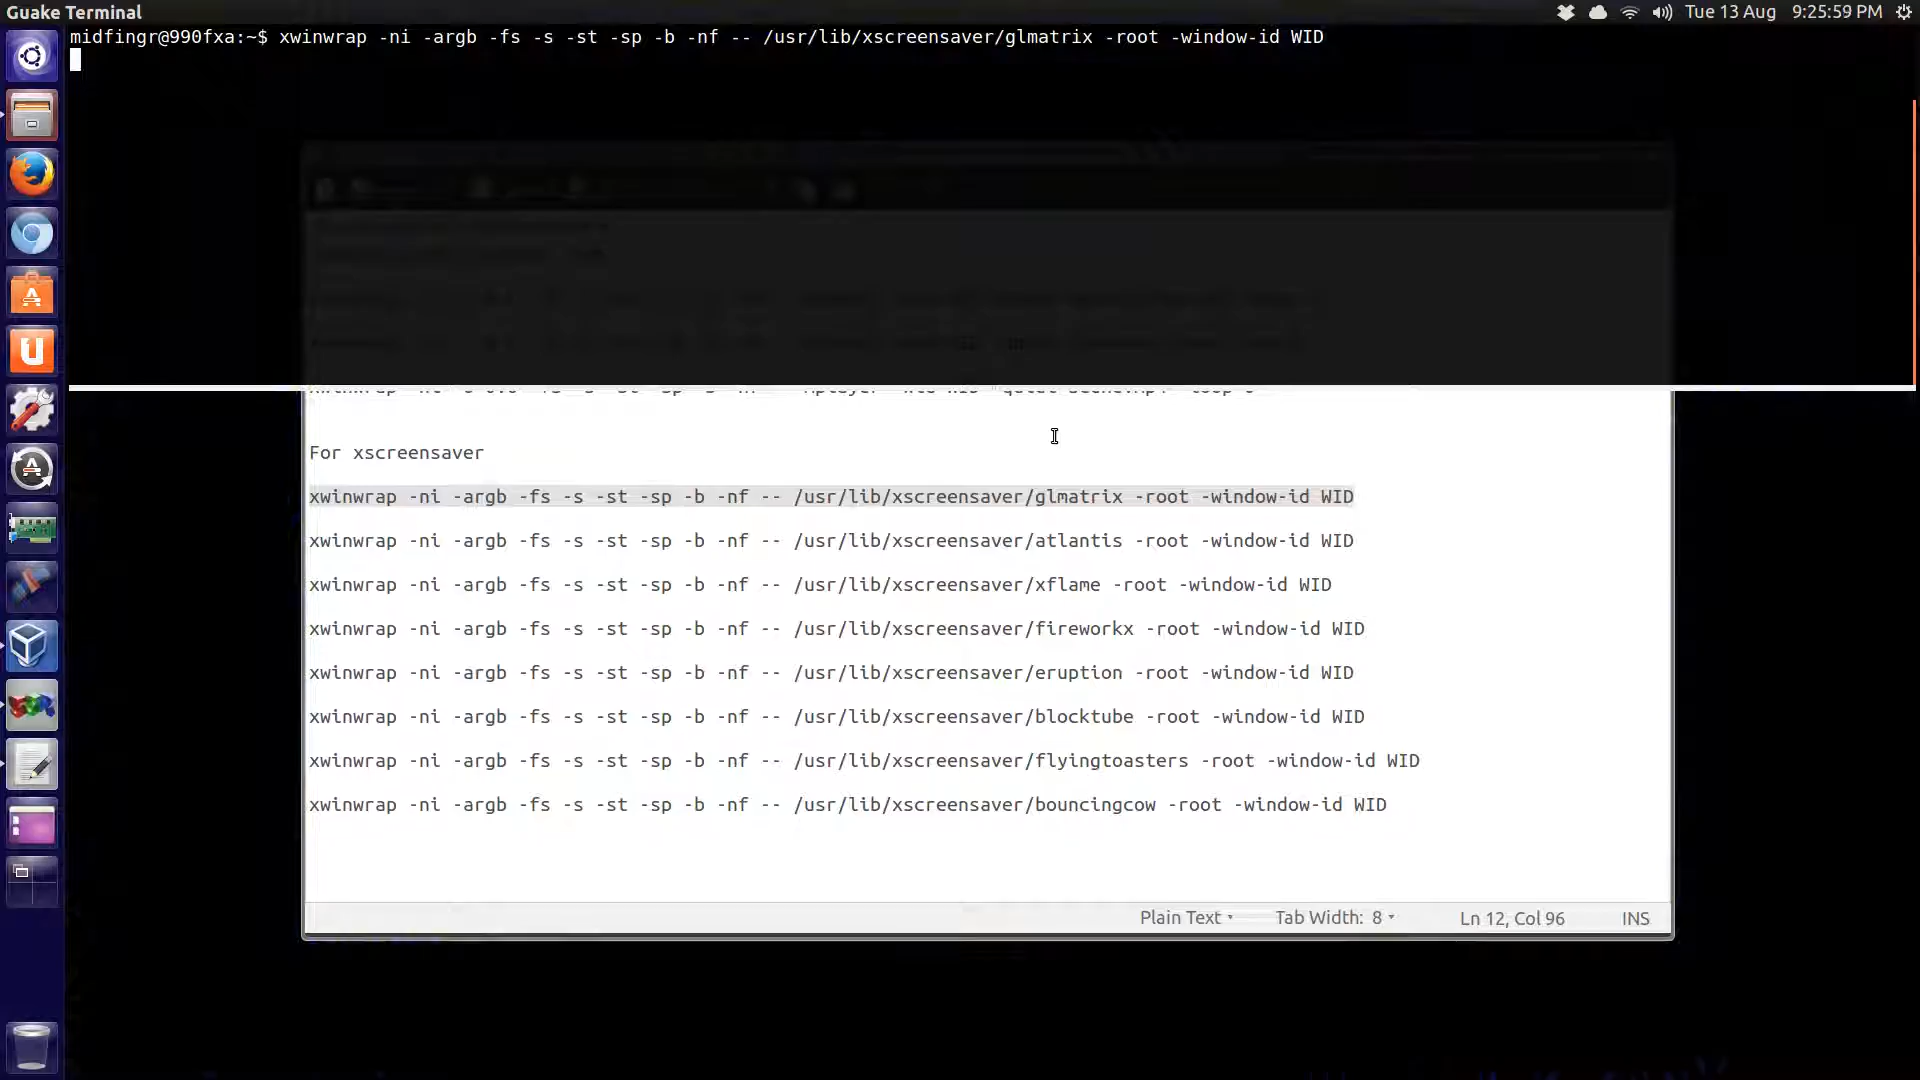 Guake Terminal
Tue 13 Aug 9:25:59 PM
midfingr@990fxa:~$ xwinwrap -ni -argb -fs -s -st -sp -b -nf -- /usr/lib/xscreensaver/glmatrix -root -window-id WID
For xscreensaver
xwinwrap -ni -argb -fs -s -st -sp -b -nf -- /usr/lib/xscreensaver/glmatrix -root -window-id WID
xwinwrap -ni -argb -fs -s -st -sp -b -nf -- /usr/lib/xscreensaver/atlantis -root -window-id WID
xwinwrap -ni -argb -fs -s -st -sp -b -nf -- /usr/lib/xscreensaver/xflame -root -window-id WID
xwinwrap -ni -argb -fs -s -st -sp -b -nf -- /usr/lib/xscreensaver/fireworkx -root -window-id WID
xwinwrap -ni -argb -fs -s -st -sp -b -nf -- /usr/lib/xscreensaver/eruption -root -window-id WID
xwinwrap -ni -argb -fs -s -st -sp -b -nf -- /usr/lib/xscreensaver/blocktube -root -window-id WID
xwinwrap -ni -argb -fs -s -st -sp -b -nf -- /usr/lib/xscreensaver/flyingtoasters -root -window-id WID
xwinwrap -ni -argb -fs -s -st -sp -b -nf -- /usr/lib/xscreensaver/bouncingcow -root -window-id WID
Plain Text Tab Width: 8 Ln 12, Col 96 INS